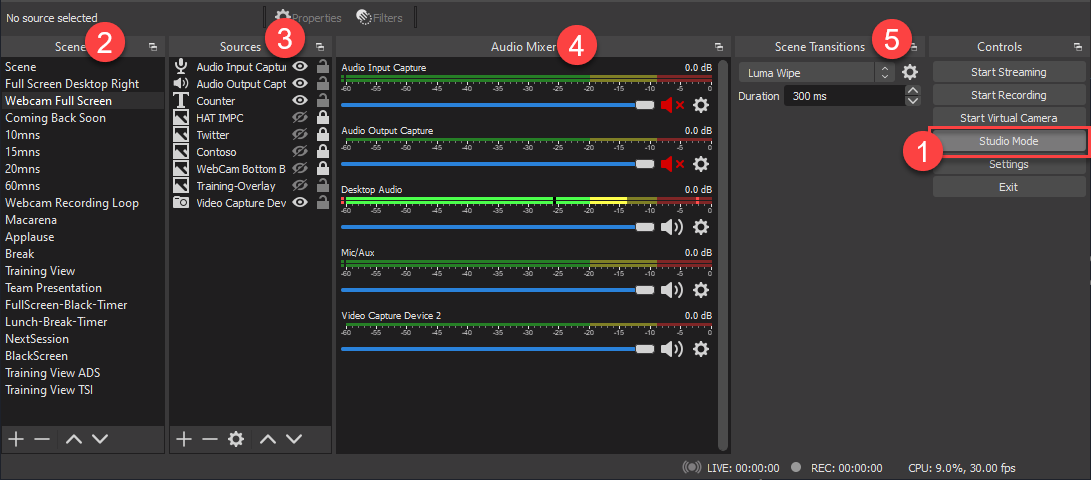 No source selected
Properties
Filters
Scene
2
Sources
3
Audio Mixer
4
Scene Transitions
5
Controls
Scene
Full Screen Desktop Right
Webcam Full Screen
Coming Back Soon
10mns
15mns
20mns
60mns
Webcam Recording Loop
Macarena
Applause
Break
Training View
Team Presentation
FullScreen-Black-Timer
Lunch-Break-Timer
NextSession
BlackScreen
Training View ADS
Training View TSI
Audio Input Captur
Audio Output Capt
Counter
HAT IMPC
Twitter
Contoso
WebCam Bottom B
Training-Overlay
Video Capture Dev
Audio Input Capture 0.0 dB
-60 -55 -50 -45 -40 -35 -30 -25 -20 -15 -10 -5 0
Audio Output Capture 0.0 dB
-60 -55 -50 -45 -40 -35 -30 -25 -20 -15 -10 -5 0
Desktop Audio 0.0 dB
-60 -55 -50 -45 -40 -35 -30 -25 -20 -15 -10 -5 0
Mic/Aux 0.0 dB
-60 -55 -50 -45 -40 -35 -30 -25 -20 -15 -10 -5 0
Video Capture Device 2 0.0 dB
-60 -55 -50 -45 -40 -35 -30 -25 -20 -15 -10 -5 0
Luma Wipe
Duration 300 ms
Start Streaming
Start Recording
Start Virtual Camera
1
Studio Mode
Settings
Exit
LIVE: 00:00:00
REC: 00:00:00
CPU: 9.0%, 30.00 fps